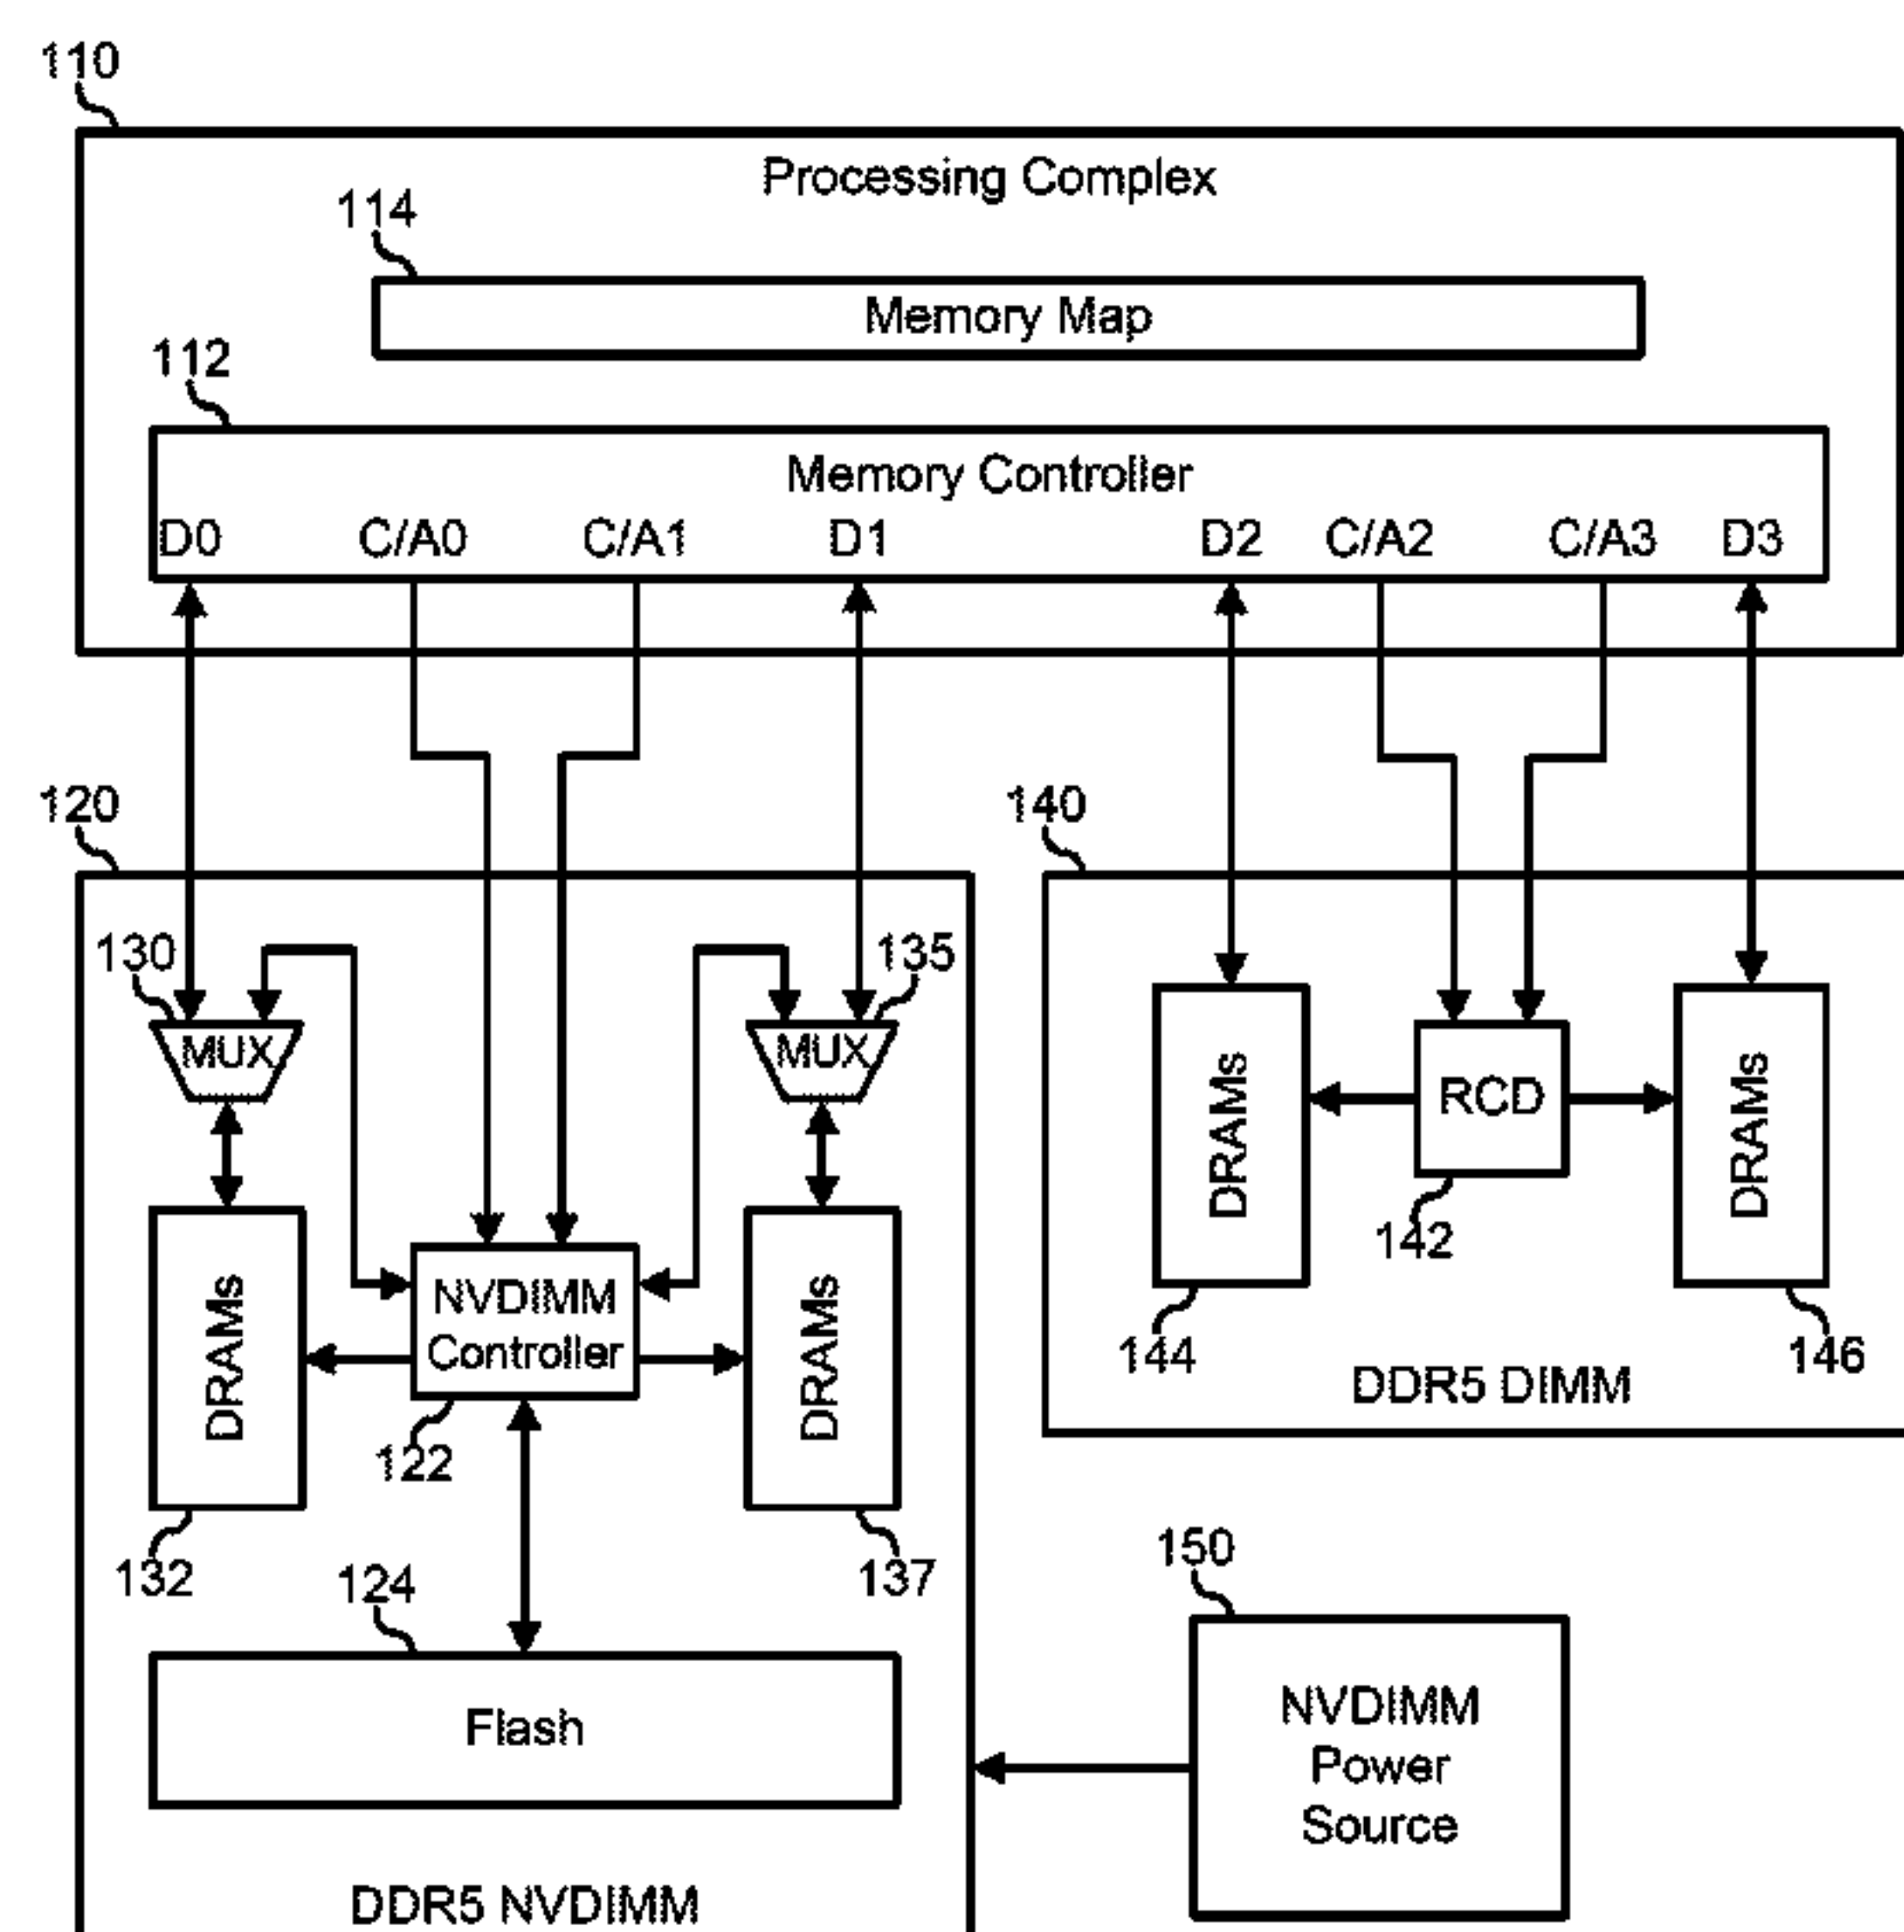 110
Processing Complex
114
Memory Map
112
Memory Controller
D0 C/A0 C/A1 D1 D2 C/A2 C/A3 D3
120
140
130
135
MUX
MUX
DRAMs
RCD
DRAMs
142
144
146
DDR5 DIMM
DRAMs
NVDIMM
Controller
DRAMs
122
132
137
124
Flash
150
NVDIMM
Power
Source
DDR5 NVDIMM